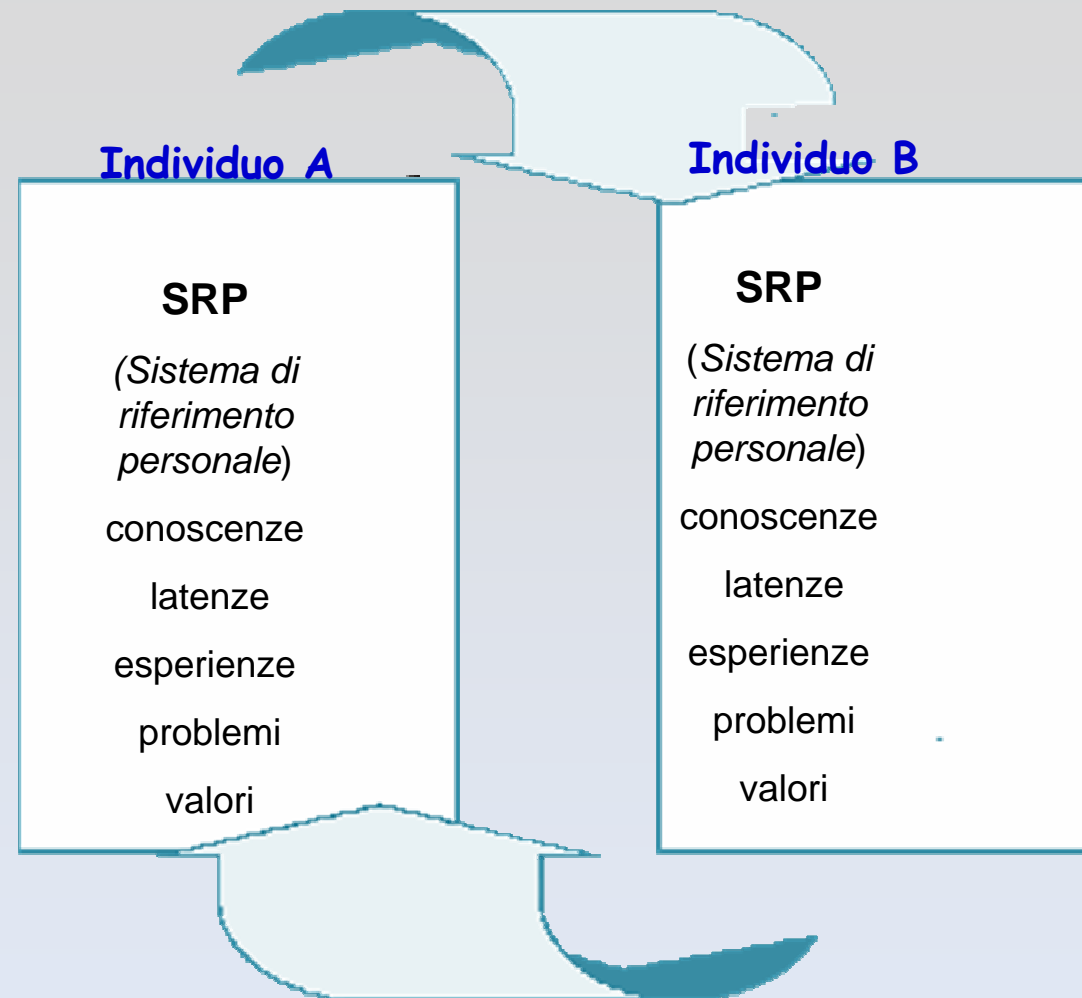 Individuo A
SRP
(Sistema di
riferimento
personale)
conoscenze
latenze
esperienze
problemi
valori
Individuo B
SRP
(Sistema di
riferimento
personale)
conoscenze
latenze
esperienze
problemi
valori